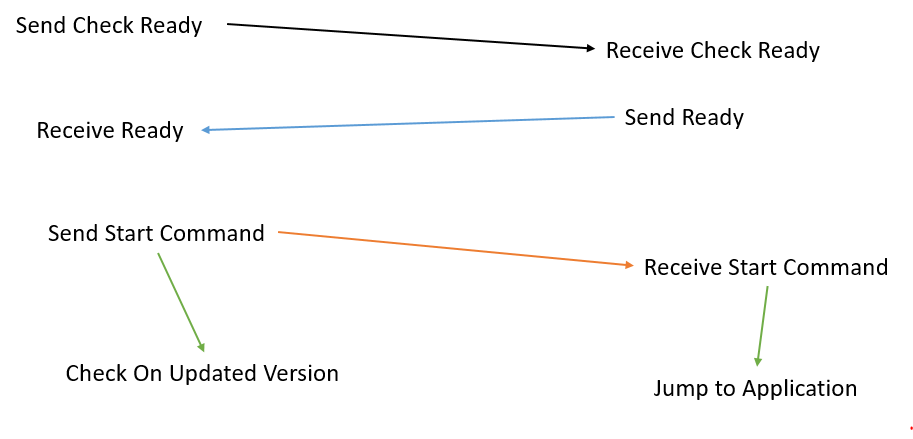 Send Check Ready
Receive Check Ready
Receive Ready
Send Ready
Send Start Command
Receive Start Command
Check On Updated Version
Jump to Application